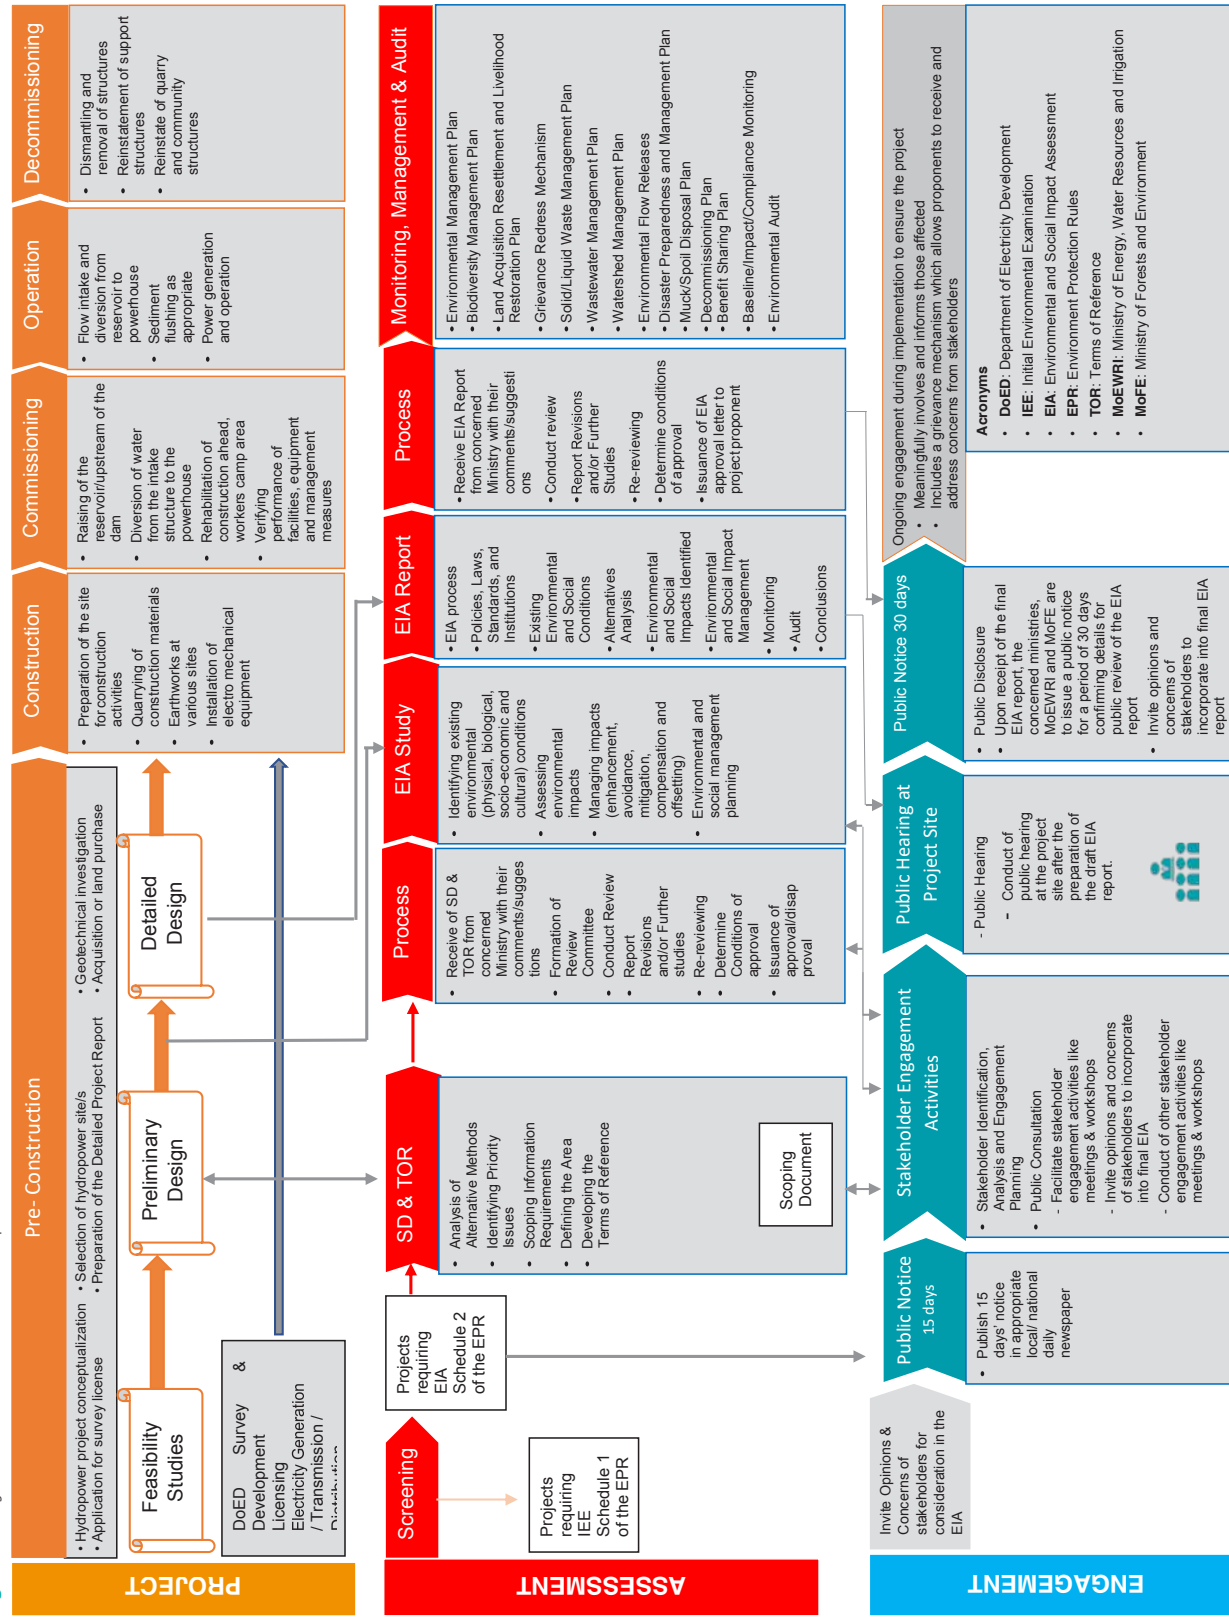 PROJECT
Pre- Construction
• Hydropower project conceptualization
• Application for survey license
• Selection of hydropower site/s
• Preparation of the Detailed Project Report
• Geotechnical investigation
• Acquisition or land purchase
Feasibility
Studies
Preliminary
Design
Detailed
Design
DoED Survey &
Development
Licensing
Electricity Generation
/ Transmission /
Construction
• Preparation of the site
for construction
activities
• Quarrying of
construction materials
• Earthworks at
various sites
• Installation of
electro mechanical
equipment
Commissioning
• Raising of the
reservoir/upstream of the
dam
• Diversion of water
from the intake
structure to the
powerhouse
• Rehabilitation of
construction ahead,
workers camp area
• Verifying
performance of
facilities, equipment
and management
measures
Operation
• Flow intake and
diversion from
reservoir to
powerhouse
• Sediment
flushing as
appropriate
• Power generation
and operation
Decommissioning
• Dismantling and
removal of structures
• Reinstatement of support
structures
• Reinstate of quarry
and community
structures
ASSESSMENT
Screening
Projects
requiring
IEE
Schedule 1
of the EPR
Projects
requiring
EIA
Schedule 2
of the EPR
SD & TOR
• Analysis of
Alternative Methods
• Identifying Priority
Issues
• Scoping Information
Requirements
• Defining the Area
• Developing the
Terms of Reference
Scoping
Document
Process
• Receive of SD &
TOR from
concerned
Ministry with their
comments/sugges
tions
• Formation of
Review
Committee
• Conduct Review
• Report
Revisions
and/or Further
studies
• Re-reviewing
• Determine
Conditions of
approval
• Issuance of
approval/disap
proval
EIA Study
• Identifying existing
environmental
(physical, biological,
socio-economic and
cultural) conditions
• Assessing
environmental
impacts
• Managing impacts
(enhancement,
avoidance,
mitigation,
compensation and
offsetting)
• Environmental and
social management
planning
EIA Report
• EIA process
• Policies, Laws,
Standards, and
Institutions
• Existing
Environmental
and Social
Conditions
• Alternatives
Analysis
• Environmental
and Social
Impacts Identified
• Environmental
and Social Impact
Management
• Monitoring
• Audit
• Conclusions
Process
• Receive EIA Report
from concerned
Ministry with their
comments/suggesti
ons
• Conduct review
• Report Revisions
and/or Further
Studies
• Re-reviewing
• Determine conditions
of approval
• Issuance of EIA
approval letter to
project proponent
Monitoring, Management & Audit
• Environmental Management Plan
• Biodiversity Management Plan
• Land Acquisition Resettlement and Livelihood
Restoration Plan
• Grievance Redress Mechanism
• Solid/Liquid Waste Management Plan
• Wastewater Management Plan
• Watershed Management Plan
• Environmental Flow Releases
• Disaster Preparedness and Management Plan
• Muck/Spoil Disposal Plan
• Decommissioning Plan
• Benefit Sharing Plan
• Baseline/Impact/Compliance Monitoring
• Environmental Audit
ENGAGEMENT
Invite Opinions &
Concerns of
stakeholders for
consideration in the
EIA
Public Notice
15 days
• Publish 15
days' notice
in appropriate
local/ national
daily
newspaper
Stakeholder Engagement
Activities
• Stakeholder Identification,
Analysis and Engagement
Planning
• Public Consultation
- Facilitate stakeholder
engagement activities like
meetings & workshops
- Invite opinions and concerns
of stakeholders to incorporate
into final EIA
- Conduct of other stakeholder
engagement activities like
meetings & workshops
Public Hearing at
Project Site
- Public Hearing
– Conduct of
public hearing
at the project
site after the
preparation of
the draft EIA
report.
Public Notice 30 days
• Public Disclosure
• Upon receipt of the final
EIA report, the
concerned ministries,
MoEWRI and MoFE are
to issue a public notice
for a period of 30 days
confirming details for
public review of the EIA
report
• Invite opinions and
concerns of
stakeholders to
incorporate into final EIA
report
Ongoing engagement during implementation to ensure the project
• Meaningfully involves and informs those affected
• Includes a grievance mechanism which allows proponents to receive and
address concerns from stakeholders
Acronyms
• DoED: Department of Electricity Development
• IEE: Initial Environmental Examination
• EIA: Environmental and Social Impact Assessment
• EPR: Environment Protection Rules
• TOR: Terms of Reference
• MoEWRI: Ministry of Energy, Water Resources and Irrigation
• MoFE: Ministry of Forests and Environment